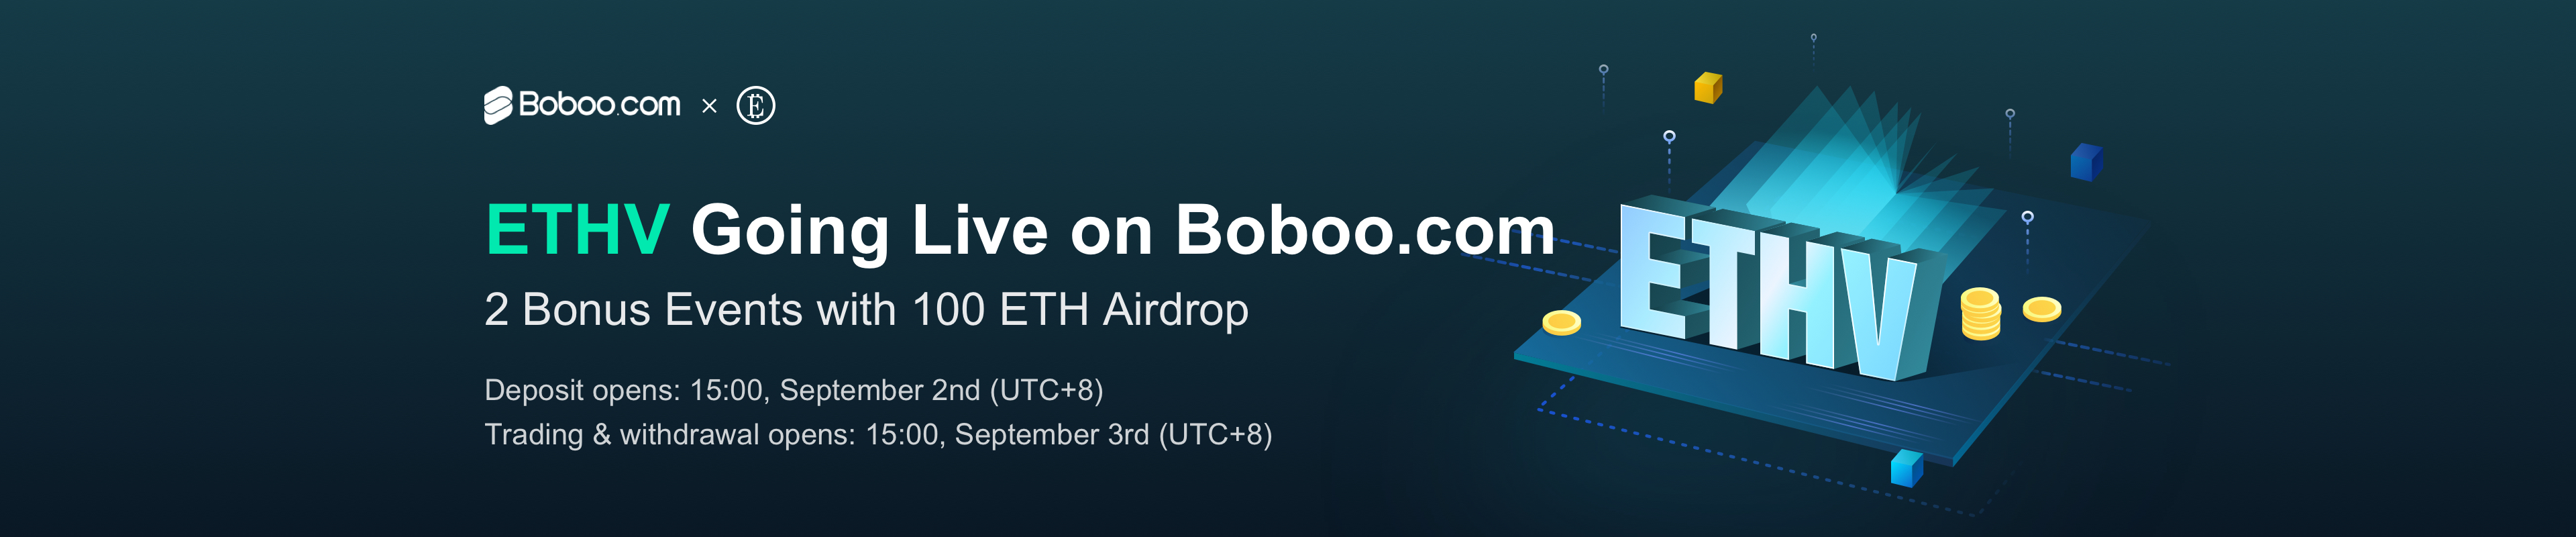 Boboo.com ×
ETHV Going Live on Boboo.com
2 Bonus Events with 100 ETH Airdrop
Deposit opens: 15:00, September 2nd (UTC+8)
Trading & withdrawal opens: 15:00, September 3rd (UTC+8)
ETHV